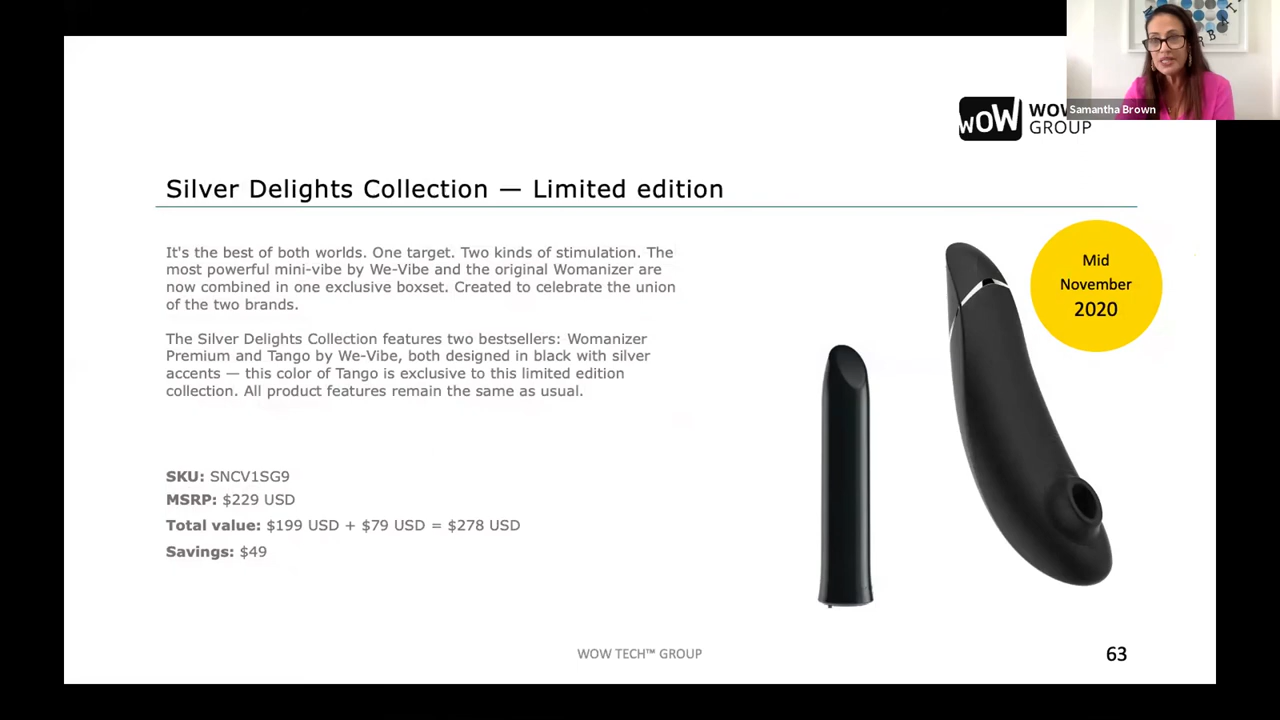 Samantha Brown
wOW
WOW
GROUP
Silver Delights Collection — Limited edition
It's the best of both worlds. One target. Two kinds of stimulation. The
most powerful mini-vibe by We-Vibe and the original Womanizer are
now combined in one exclusive boxset. Created to celebrate the union
of the two brands.
The Silver Delights Collection features two bestsellers: Womanizer
Premium and Tango by We-Vibe, both designed in black with silver
accents — this color of Tango is exclusive to this limited edition
collection. All product features remain the same as usual.
SKU: SNCV1SG9
MSRP: $229 USD
Total value: $199 USD + $79 USD = $278 USD
Savings: $49
Mid
November
2020
WOW TECH™ GROUP
63